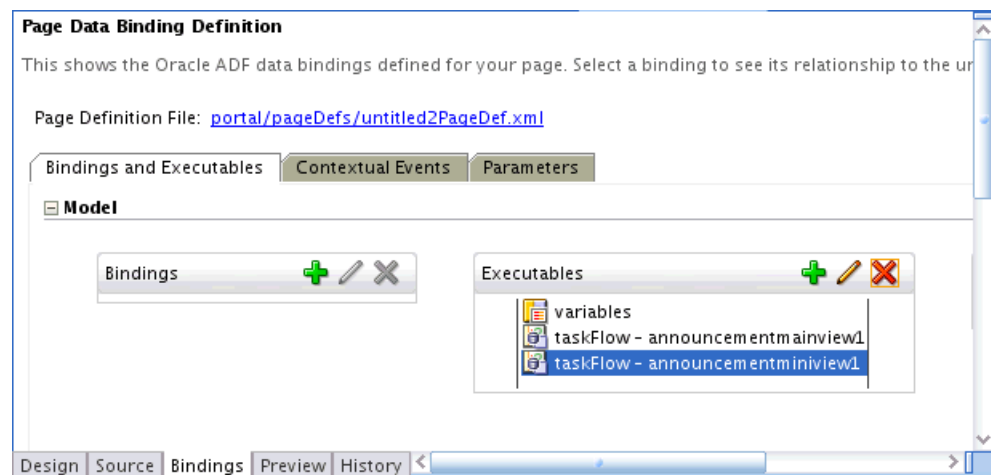 Page Data Binding Definition
This shows the Oracle ADF data bindings defined for your page. Select a binding to see its relationship to the
Page Definition File: portal/pageDefs/untitled2PageDef.xml
Bindings and Executables Contextual Events Parameters
Model
Bindings Executables
variables
taskFlow - announcementmainview1
taskFlow - announcementminiview1
Design Source Bindings Preview History